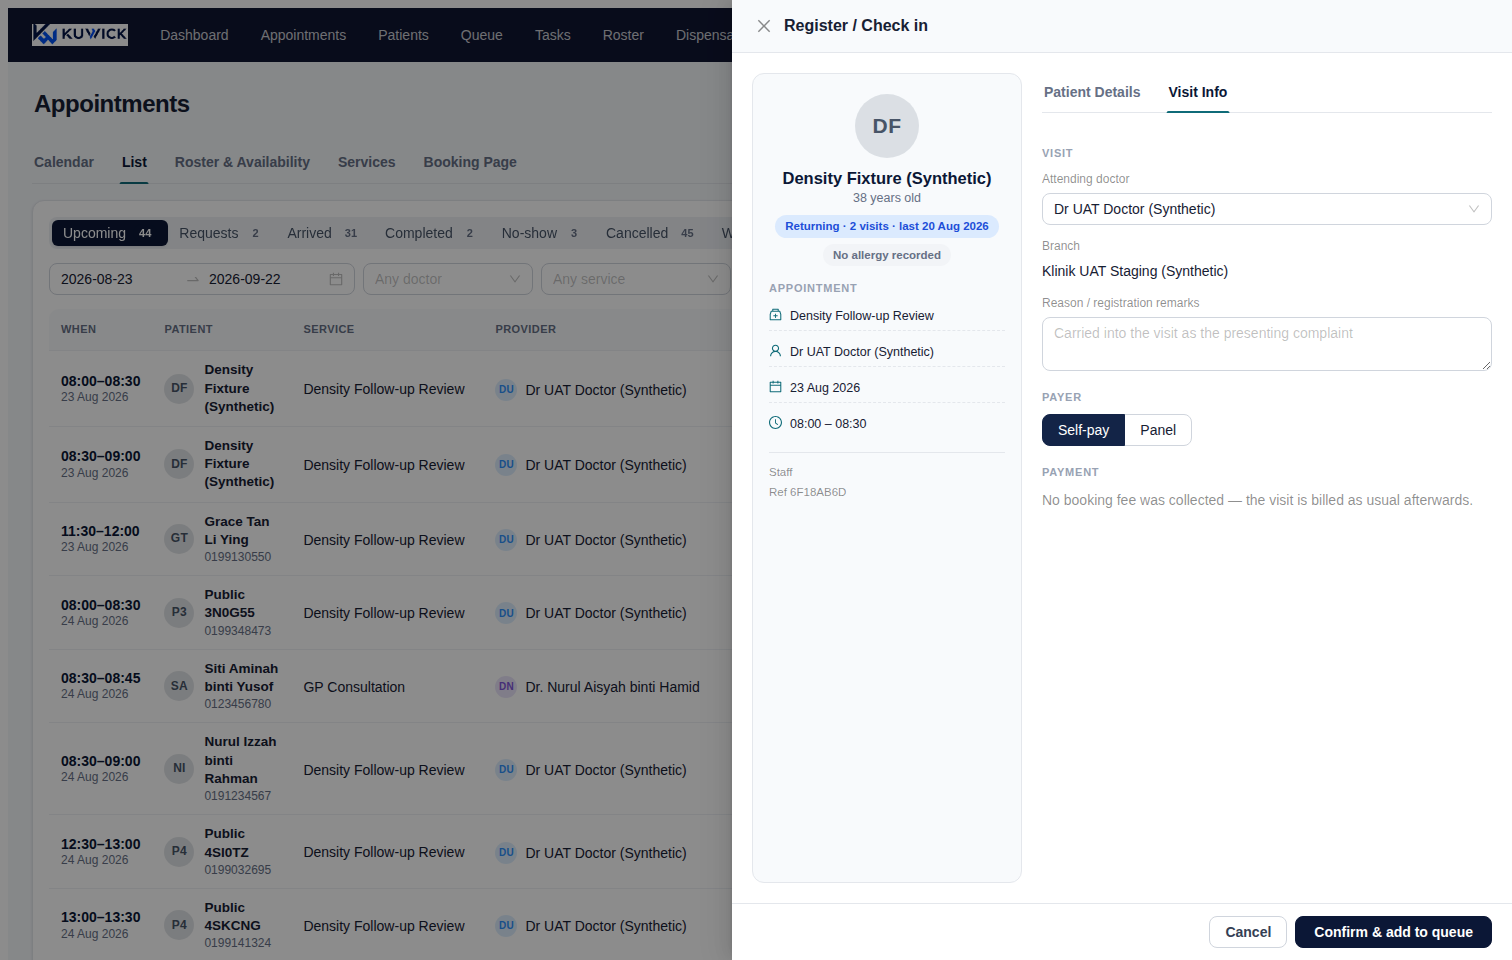 KUVVICK
Dashboard
Appointments
Patients
Queue
Tasks
Roster
Dispensa
Appointments
Calendar
List
Roster & Availability
Services
Booking Page
Upcoming 44
Requests 2
Arrived 31
Completed 2
No-show 3
Cancelled 45
W
2026-08-23
2026-09-22
Any doctor
Any service
WHEN
PATIENT
SERVICE
PROVIDER
08:00–08:30
23 Aug 2026
DF
Density
Fixture
(Synthetic)
Density Follow-up Review
DU
Dr UAT Doctor (Synthetic)
08:30–09:00
23 Aug 2026
DF
Density
Fixture
(Synthetic)
Density Follow-up Review
DU
Dr UAT Doctor (Synthetic)
11:30–12:00
23 Aug 2026
GT
Grace Tan
Li Ying
0199130550
Density Follow-up Review
DU
Dr UAT Doctor (Synthetic)
08:00–08:30
24 Aug 2026
P3
Public
3N0G55
0199348473
Density Follow-up Review
DU
Dr UAT Doctor (Synthetic)
08:30–08:45
24 Aug 2026
SA
Siti Aminah
binti Yusof
0123456780
GP Consultation
DN
Dr. Nurul Aisyah binti Hamid
08:30–09:00
24 Aug 2026
NI
Nurul Izzah
binti
Rahman
0191234567
Density Follow-up Review
DU
Dr UAT Doctor (Synthetic)
12:30–13:00
24 Aug 2026
P4
Public
4SI0TZ
0199032695
Density Follow-up Review
DU
Dr UAT Doctor (Synthetic)
13:00–13:30
24 Aug 2026
P4
Public
4SKCNG
0199141324
Density Follow-up Review
DU
Dr UAT Doctor (Synthetic)
Register / Check in
DF
Density Fixture (Synthetic)
38 years old
Returning · 2 visits · last 20 Aug 2026
No allergy recorded
APPOINTMENT
Density Follow-up Review
Dr UAT Doctor (Synthetic)
23 Aug 2026
08:00 – 08:30
Staff
Ref 6F18AB6D
Patient Details
Visit Info
VISIT
Attending doctor
Dr UAT Doctor (Synthetic)
Branch
Klinik UAT Staging (Synthetic)
Reason / registration remarks
Carried into the visit as the presenting complaint
PAYER
Self-pay
Panel
PAYMENT
No booking fee was collected — the visit is billed as usual afterwards.
Cancel
Confirm & add to queue